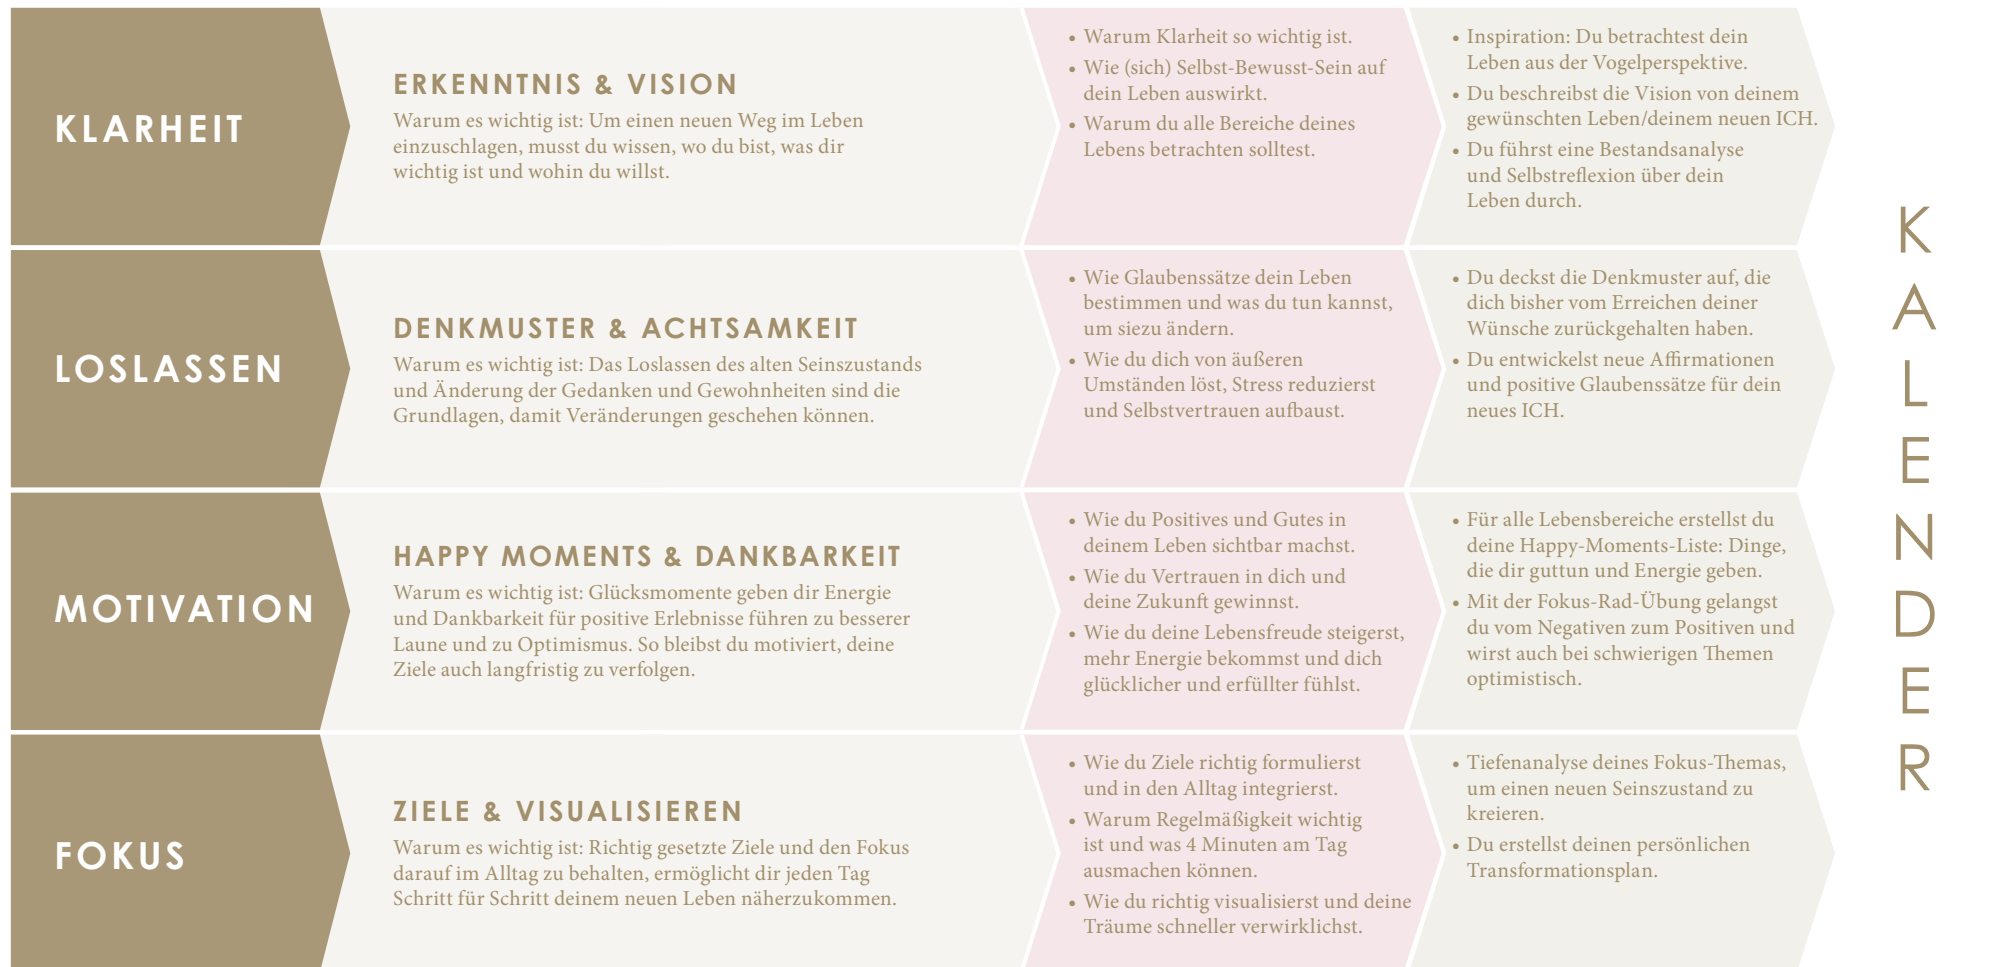 KLARHEIT
ERKENNTNIS & VISION
Warum es wichtig ist: Um einen neuen Weg im Leben
einzuschlagen, musst du wissen, wo du bist, was dir
wichtig ist und wohin du willst.
• Warum Klarheit so wichtig ist.
• Wie (sich) Selbst-Bewusst-Sein auf
dein Leben auswirkt.
• Warum du alle Bereiche deines
Lebens betrachten solltest.
• Inspiration: Du betrachtest dein
Leben aus der Vogelperspektive.
• Du beschreibst die Vision von deinem
gewünschten Leben/deinem neuen ICH.
• Du führst eine Bestandsanalyse
und Selbstreflexion über dein
Leben durch.
LOSLASSEN
DENKMUSTER & ACHTSAMKEIT
Warum es wichtig ist: Das Loslassen des alten Seinszustands
und Änderung der Gedanken und Gewohnheiten sind die
Grundlagen, damit Veränderungen geschehen können.
• Wie Glaubenssätze dein Leben
bestimmen und was du tun kannst,
um siezu ändern.
• Wie du dich von äußeren
Umständen löst, Stress reduzierst
und Selbstvertrauen aufbaust.
• Du deckst die Denkmuster auf, die
dich bisher vom Erreichen deiner
Wünsche zurückgehalten haben.
• Du entwickelst neue Affirmationen
und positive Glaubenssätze für dein
neues ICH.
MOTIVATION
HAPPY MOMENTS & DANKBARKEIT
Warum es wichtig ist: Glücksmomente geben dir Energie
und Dankbarkeit für positive Erlebnisse führen zu besserer
Laune und zu Optimismus. So bleibst du motiviert, deine
Ziele auch langfristig zu verfolgen.
• Wie du Positives und Gutes in
deinem Leben sichtbar machst.
• Wie du Vertrauen in dich und
deine Zukunft gewinnst.
• Wie du deine Lebensfreude steigerst,
mehr Energie bekommst und dich
glücklicher und erfüllter fühlst.
• Für alle Lebensbereiche erstellst du
deine Happy-Moments-Liste: Dinge,
die dir guttun und Energie geben.
• Mit der Fokus-Rad-Übung gelangst
du vom Negativen zum Positiven und
wirst auch bei schwierigen Themen
optimistisch.
FOKUS
ZIELE & VISUALISIEREN
Warum es wichtig ist: Richtig gesetzte Ziele und den Fokus
darauf im Alltag zu behalten, ermöglicht dir jeden Tag
Schritt für Schritt deinem neuen Leben näherzukommen.
• Wie du Ziele richtig formulierst
und in den Alltag integrierst.
• Warum Regelmäßigkeit wichtig
ist und was 4 Minuten am Tag
ausmachen können.
• Wie du richtig visualisierst und deine
Träume schneller verwirklichst.
• Tiefenanalyse deines Fokus-Themas,
um einen neuen Seinszustand zu
kreieren.
• Du erstellst deinen persönlichen
Transformationsplan.
KALENDER